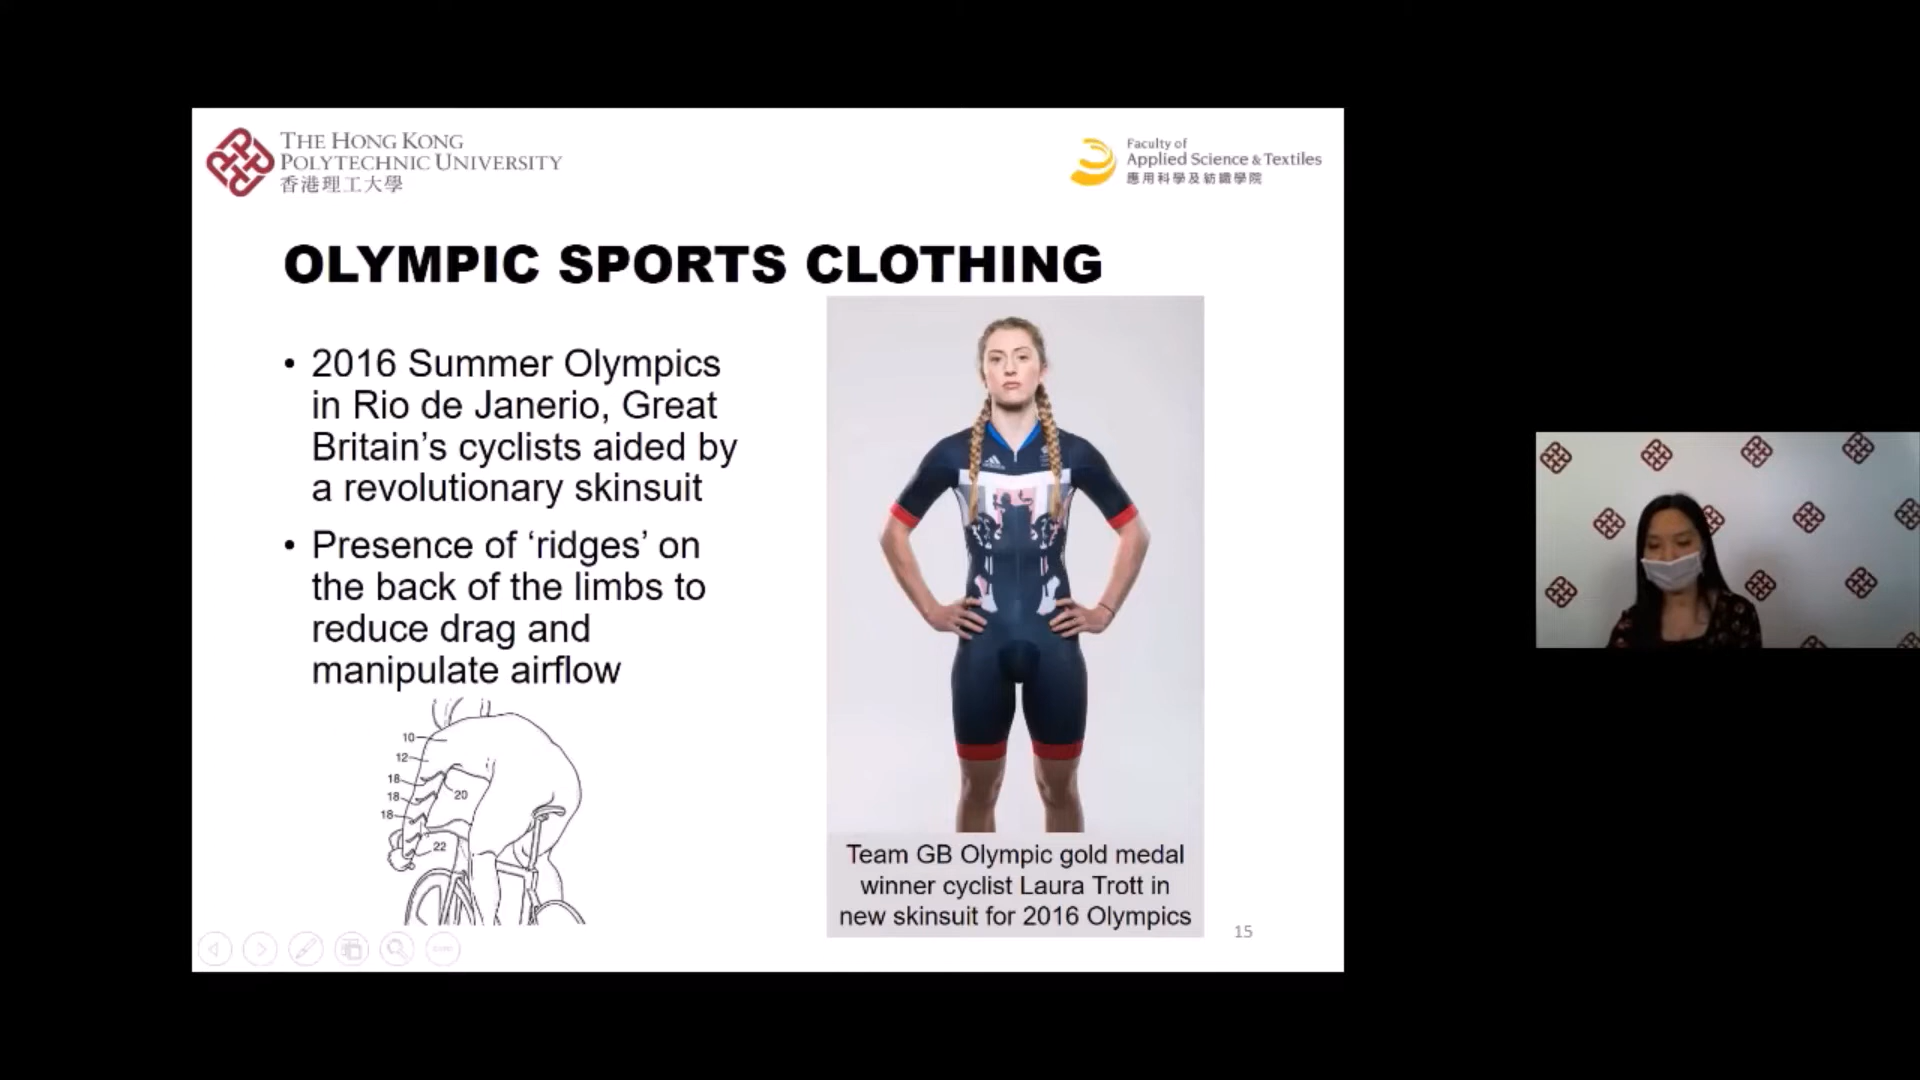 THE HONG KONG
POLYTECHNIC UNIVERSITY
香港理工大學
Faculty of
Applied Science & Textiles
應用科學及紡織學院
OLYMPIC SPORTS CLOTHING
• 2016 Summer Olympics
in Rio de Janerio, Great
Britain’s cyclists aided by
a revolutionary skinsuit
• Presence of ‘ridges’ on
the back of the limbs to
reduce drag and
manipulate airflow
10
12
18
20
18
18
22
Team GB Olympic gold medal
winner cyclist Laura Trott in
new skinsuit for 2016 Olympics
15